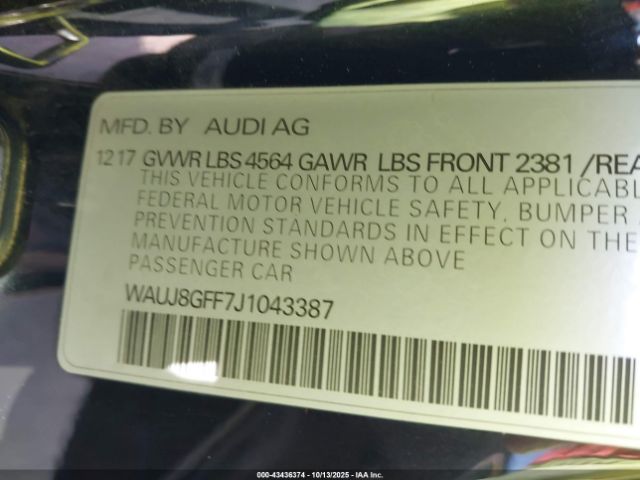 MFD. BY AUDI AG
12 17 GVWR LBS 4564 GAWR LBS FRONT 2381 /REA
THIS VEHICLE CONFORMS TO ALL APPLICABL
FEDERAL MOTOR VEHICLE SAFETY, BUMPER
PREVENTION STANDARDS IN EFFECT ON THE
MANUFACTURE SHOWN ABOVE
PASSENGER CAR
WAUJ8GFF7J1043387
000-43436374 | 10/13/2025 | IAA, Inc.